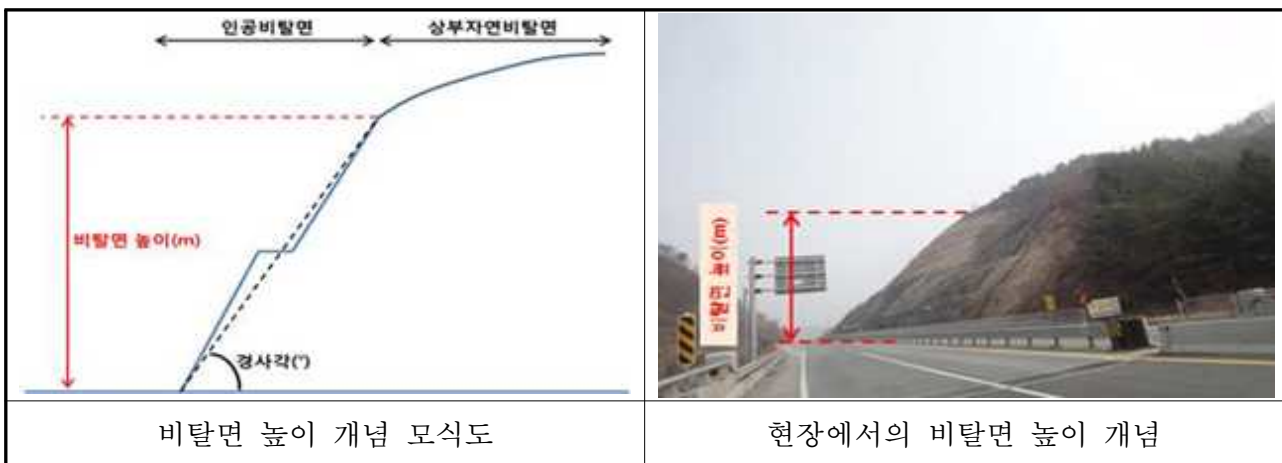 인공비탈면
상부자연비탈면
비탈면 높이(m)
경사각(°)
비탈면 높이(m)
비탈면 높이 개념 모식도
현장에서의 비탈면 높이 개념